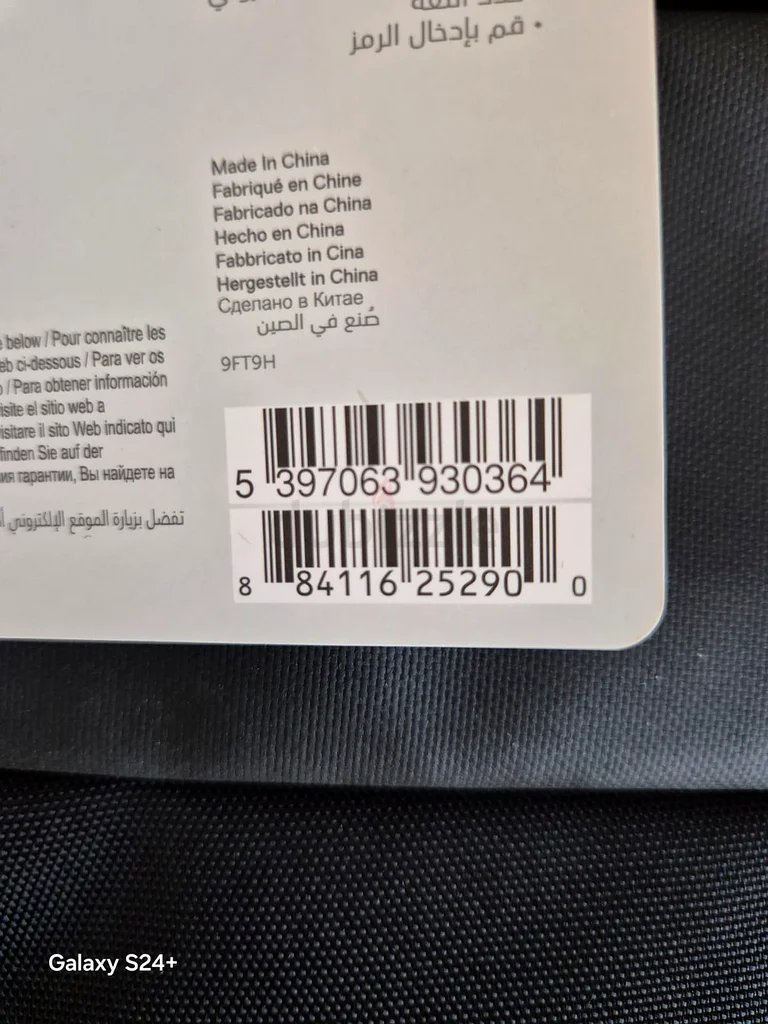 • قم بإدخال الرمز
Made In China
Fabriqué en Chine
Fabricado na China
Hecho en China
Fabbricato in Cina
Hergestellt in China
Сделано в Китае
صُنع في الصين
9FT9H
below / Pour connaître les
ci-dessous / Para ver os
/ Para obtener información
el sitio web a
il sito Web indicato qui
finden Sie auf der
гарантии, Вы найдете на
تفضل بزيارة الموقع الإلكتروني
5 397063 930364
8 84116 25290 0
Galaxy S24+